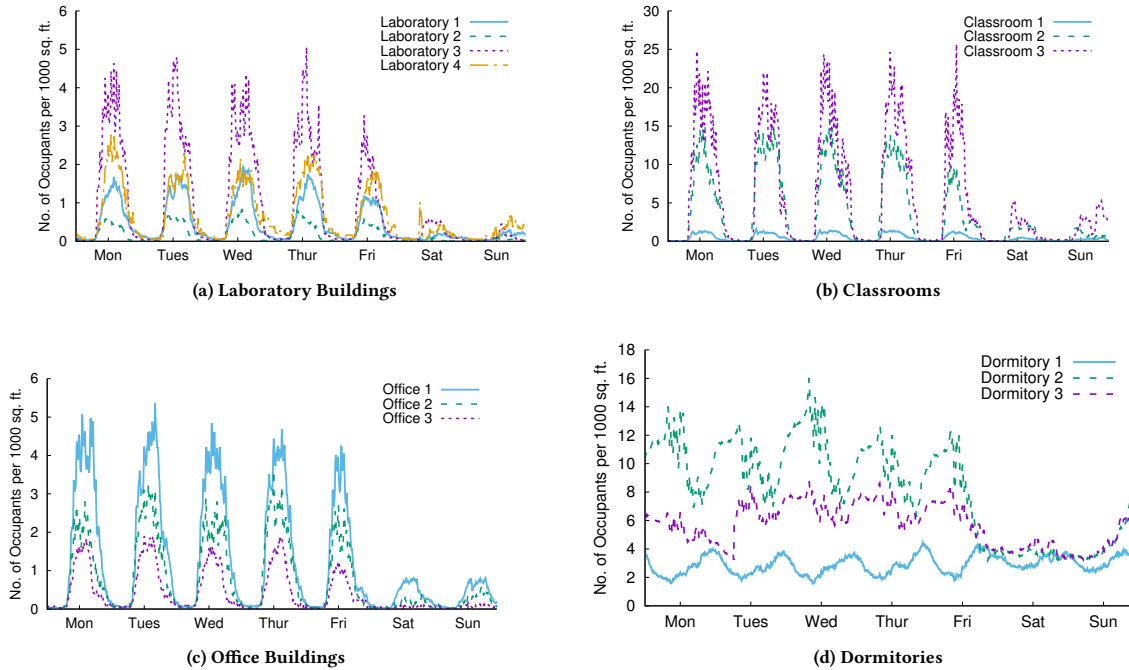 No. of Occupants per 1000 sq. ft.
6
5
4
3
2
1
0
Laboratory 1
Laboratory 2
Laboratory 3
Laboratory 4
Mon Tues Wed Thur Fri Sat Sun
(a) Laboratory Buildings
No. of Occupants per 1000 sq. ft.
30
25
20
15
10
5
0
Classroom 1
Classroom 2
Classroom 3
Mon Tues Wed Thur Fri Sat Sun
(b) Classrooms
No. of Occupants per 1000 sq. ft.
6
5
4
3
2
1
0
Office 1
Office 2
Office 3
Mon Tues Wed Thur Fri Sat Sun
(c) Office Buildings
No. of Occupants per 1000 sq. ft.
18
16
14
12
10
8
6
4
2
0
Dormitory 1
Dormitory 2
Dormitory 3
Mon Tues Wed Thur Fri Sat Sun
(d) Dormitories